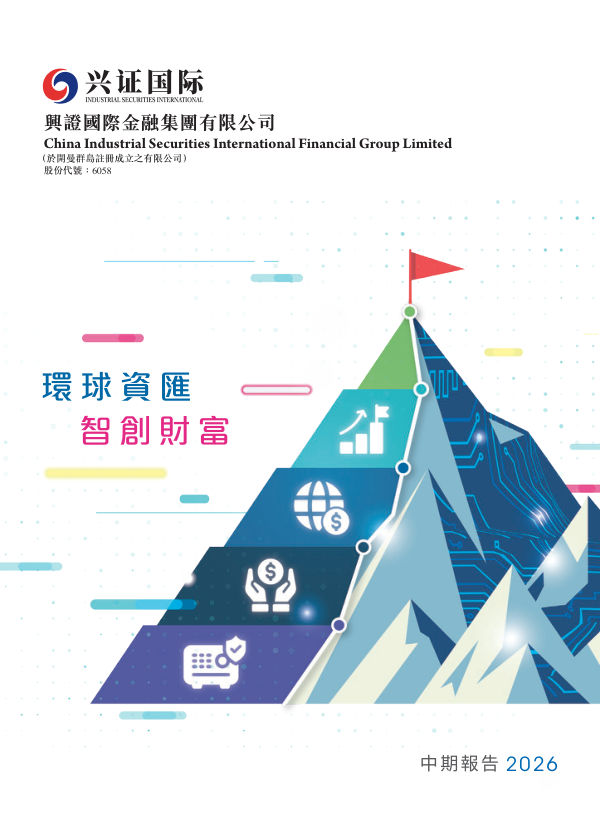 兴证国际
INDUSTRIAL SECURITIES INTERNATIONAL
興證國際金融集團有限公司
China Industrial Securities International Financial Group Limited
(於開曼群島註冊成立之有限公司)
股份代號：6058
環球資匯
智創財富
中期報告 2026